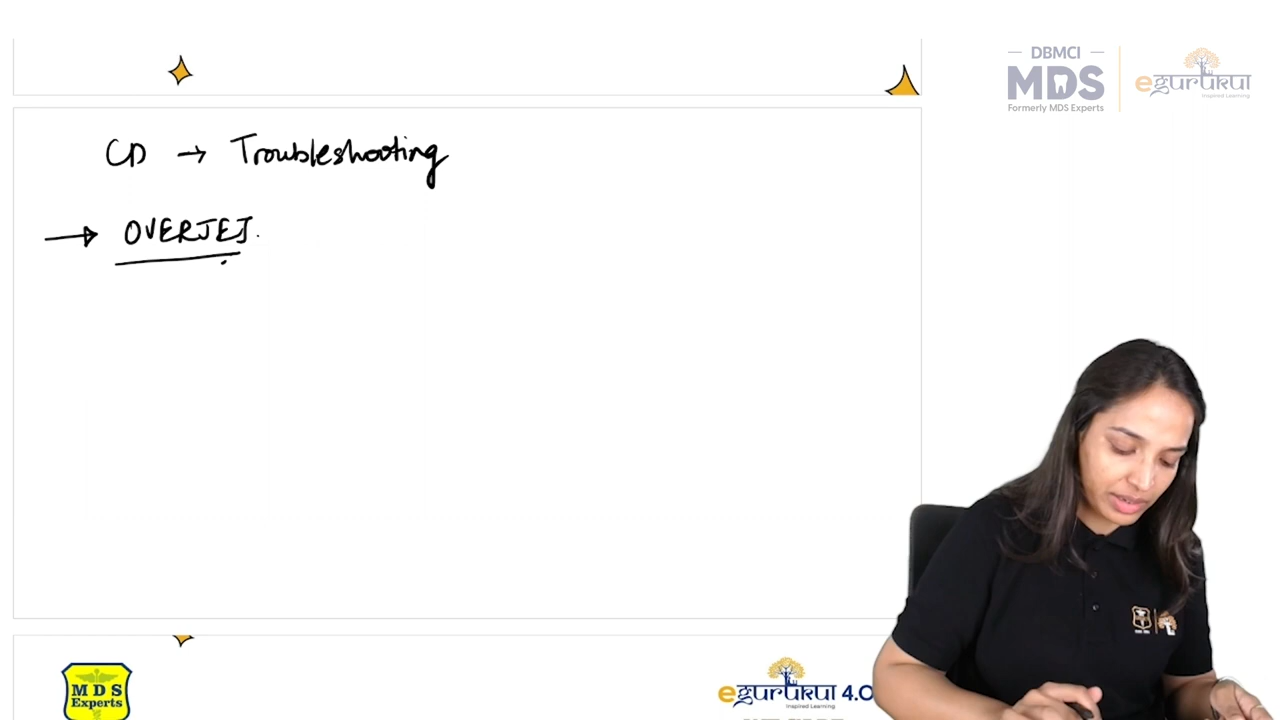 DBMCI
MDS
Formerly MDS Experts
egurukul
Inspired Learning
CD → Troubleshooting
→ OVERJET.
MDS
Experts
egurukul 4.0
Inspired Learning